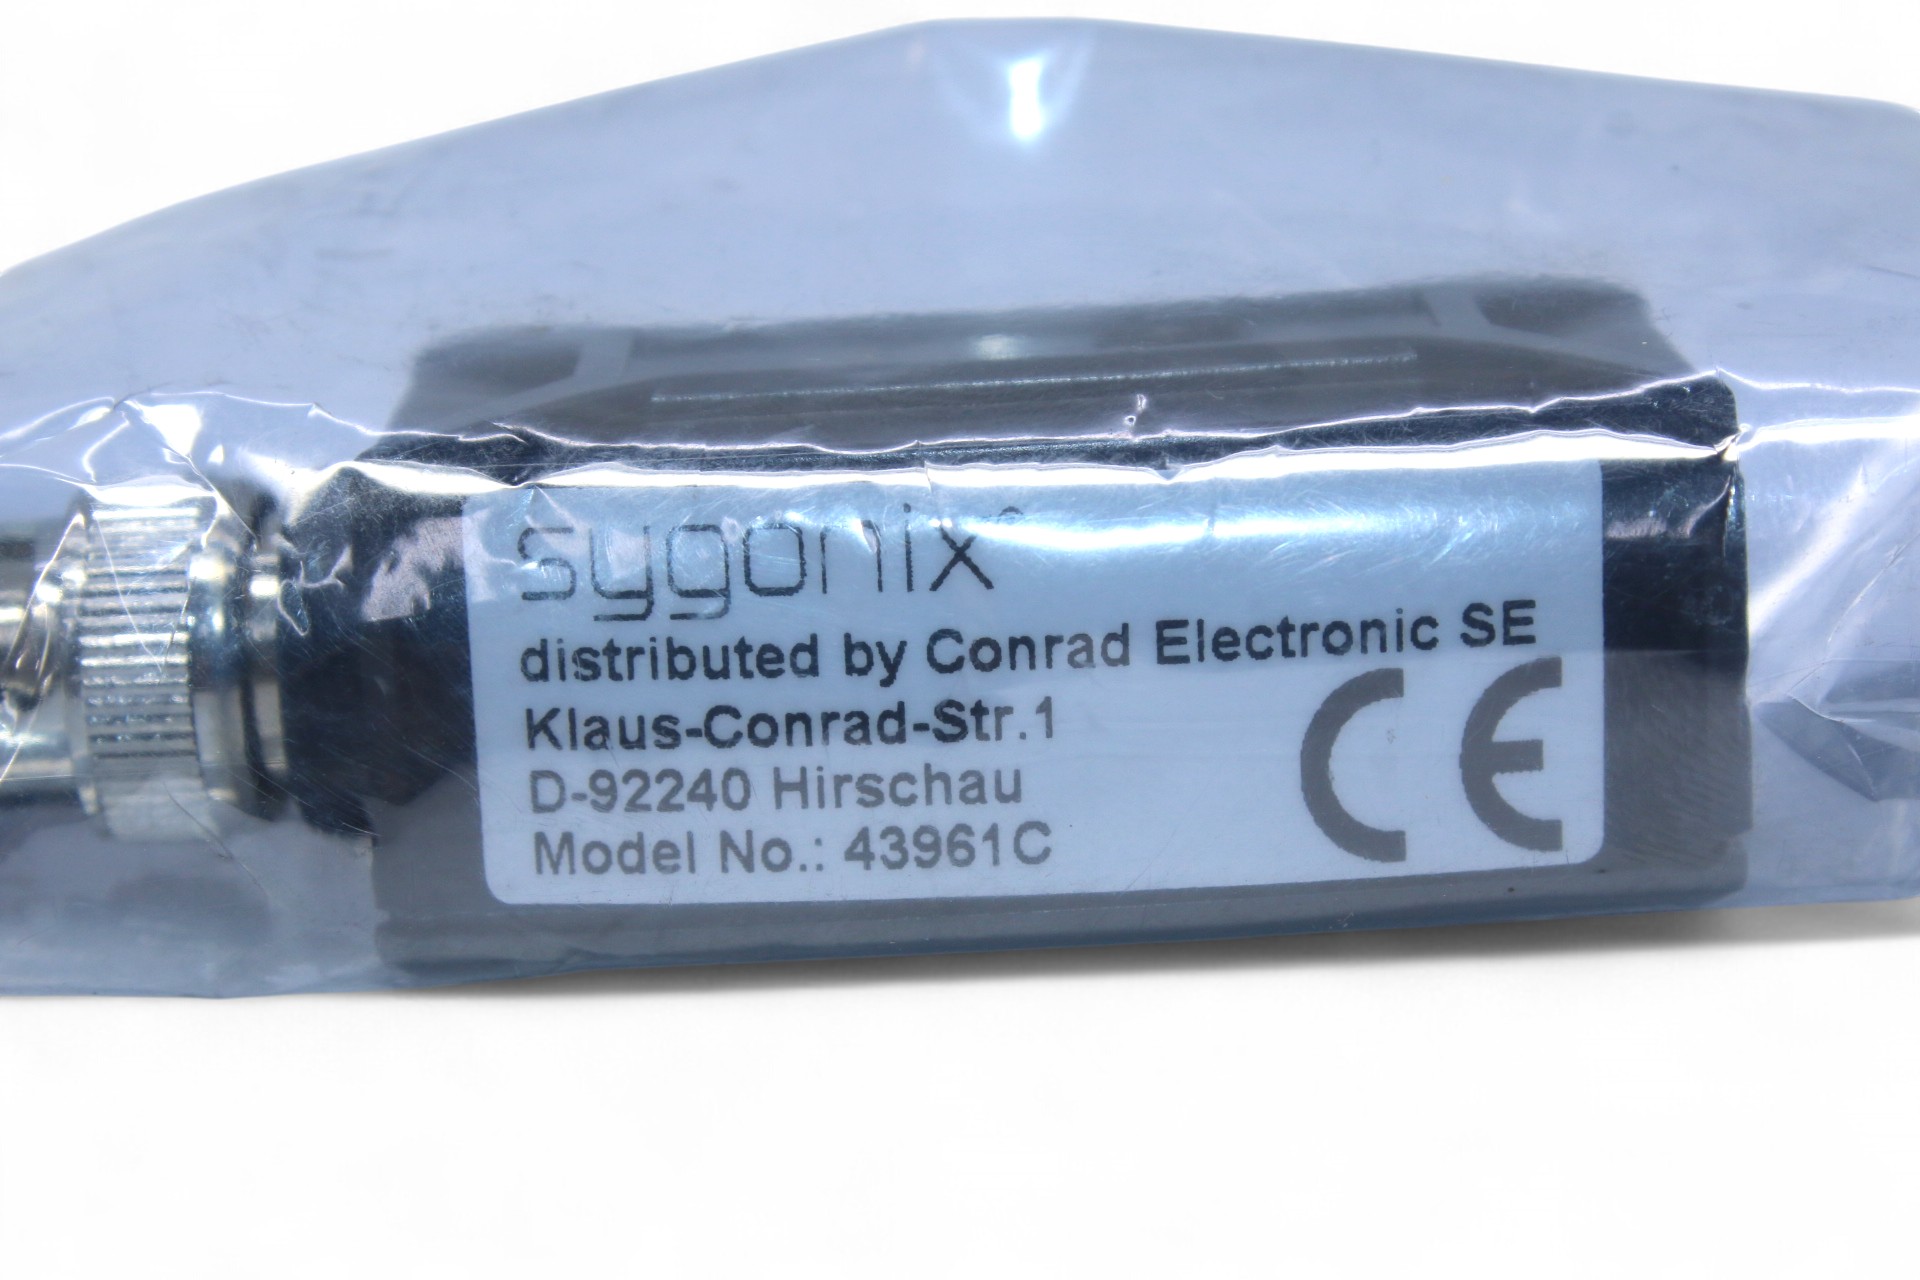 sygonix®
distributed by Conrad Electronic SE
Klaus-Conrad-Str.1
D-92240 Hirschau
Model No.: 43961C
CE